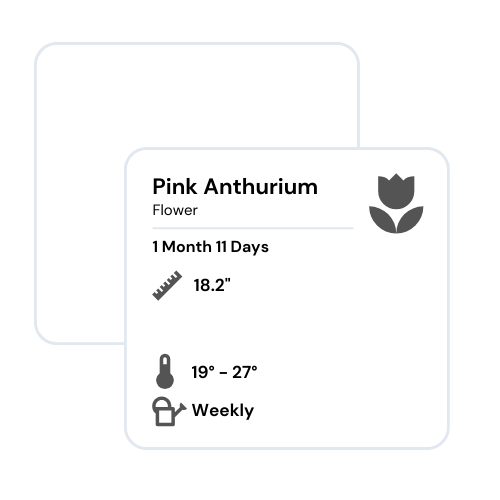 Pink Anthurium
Flower
1 Month 11 Days
18.2"
19° - 27°
Weekly